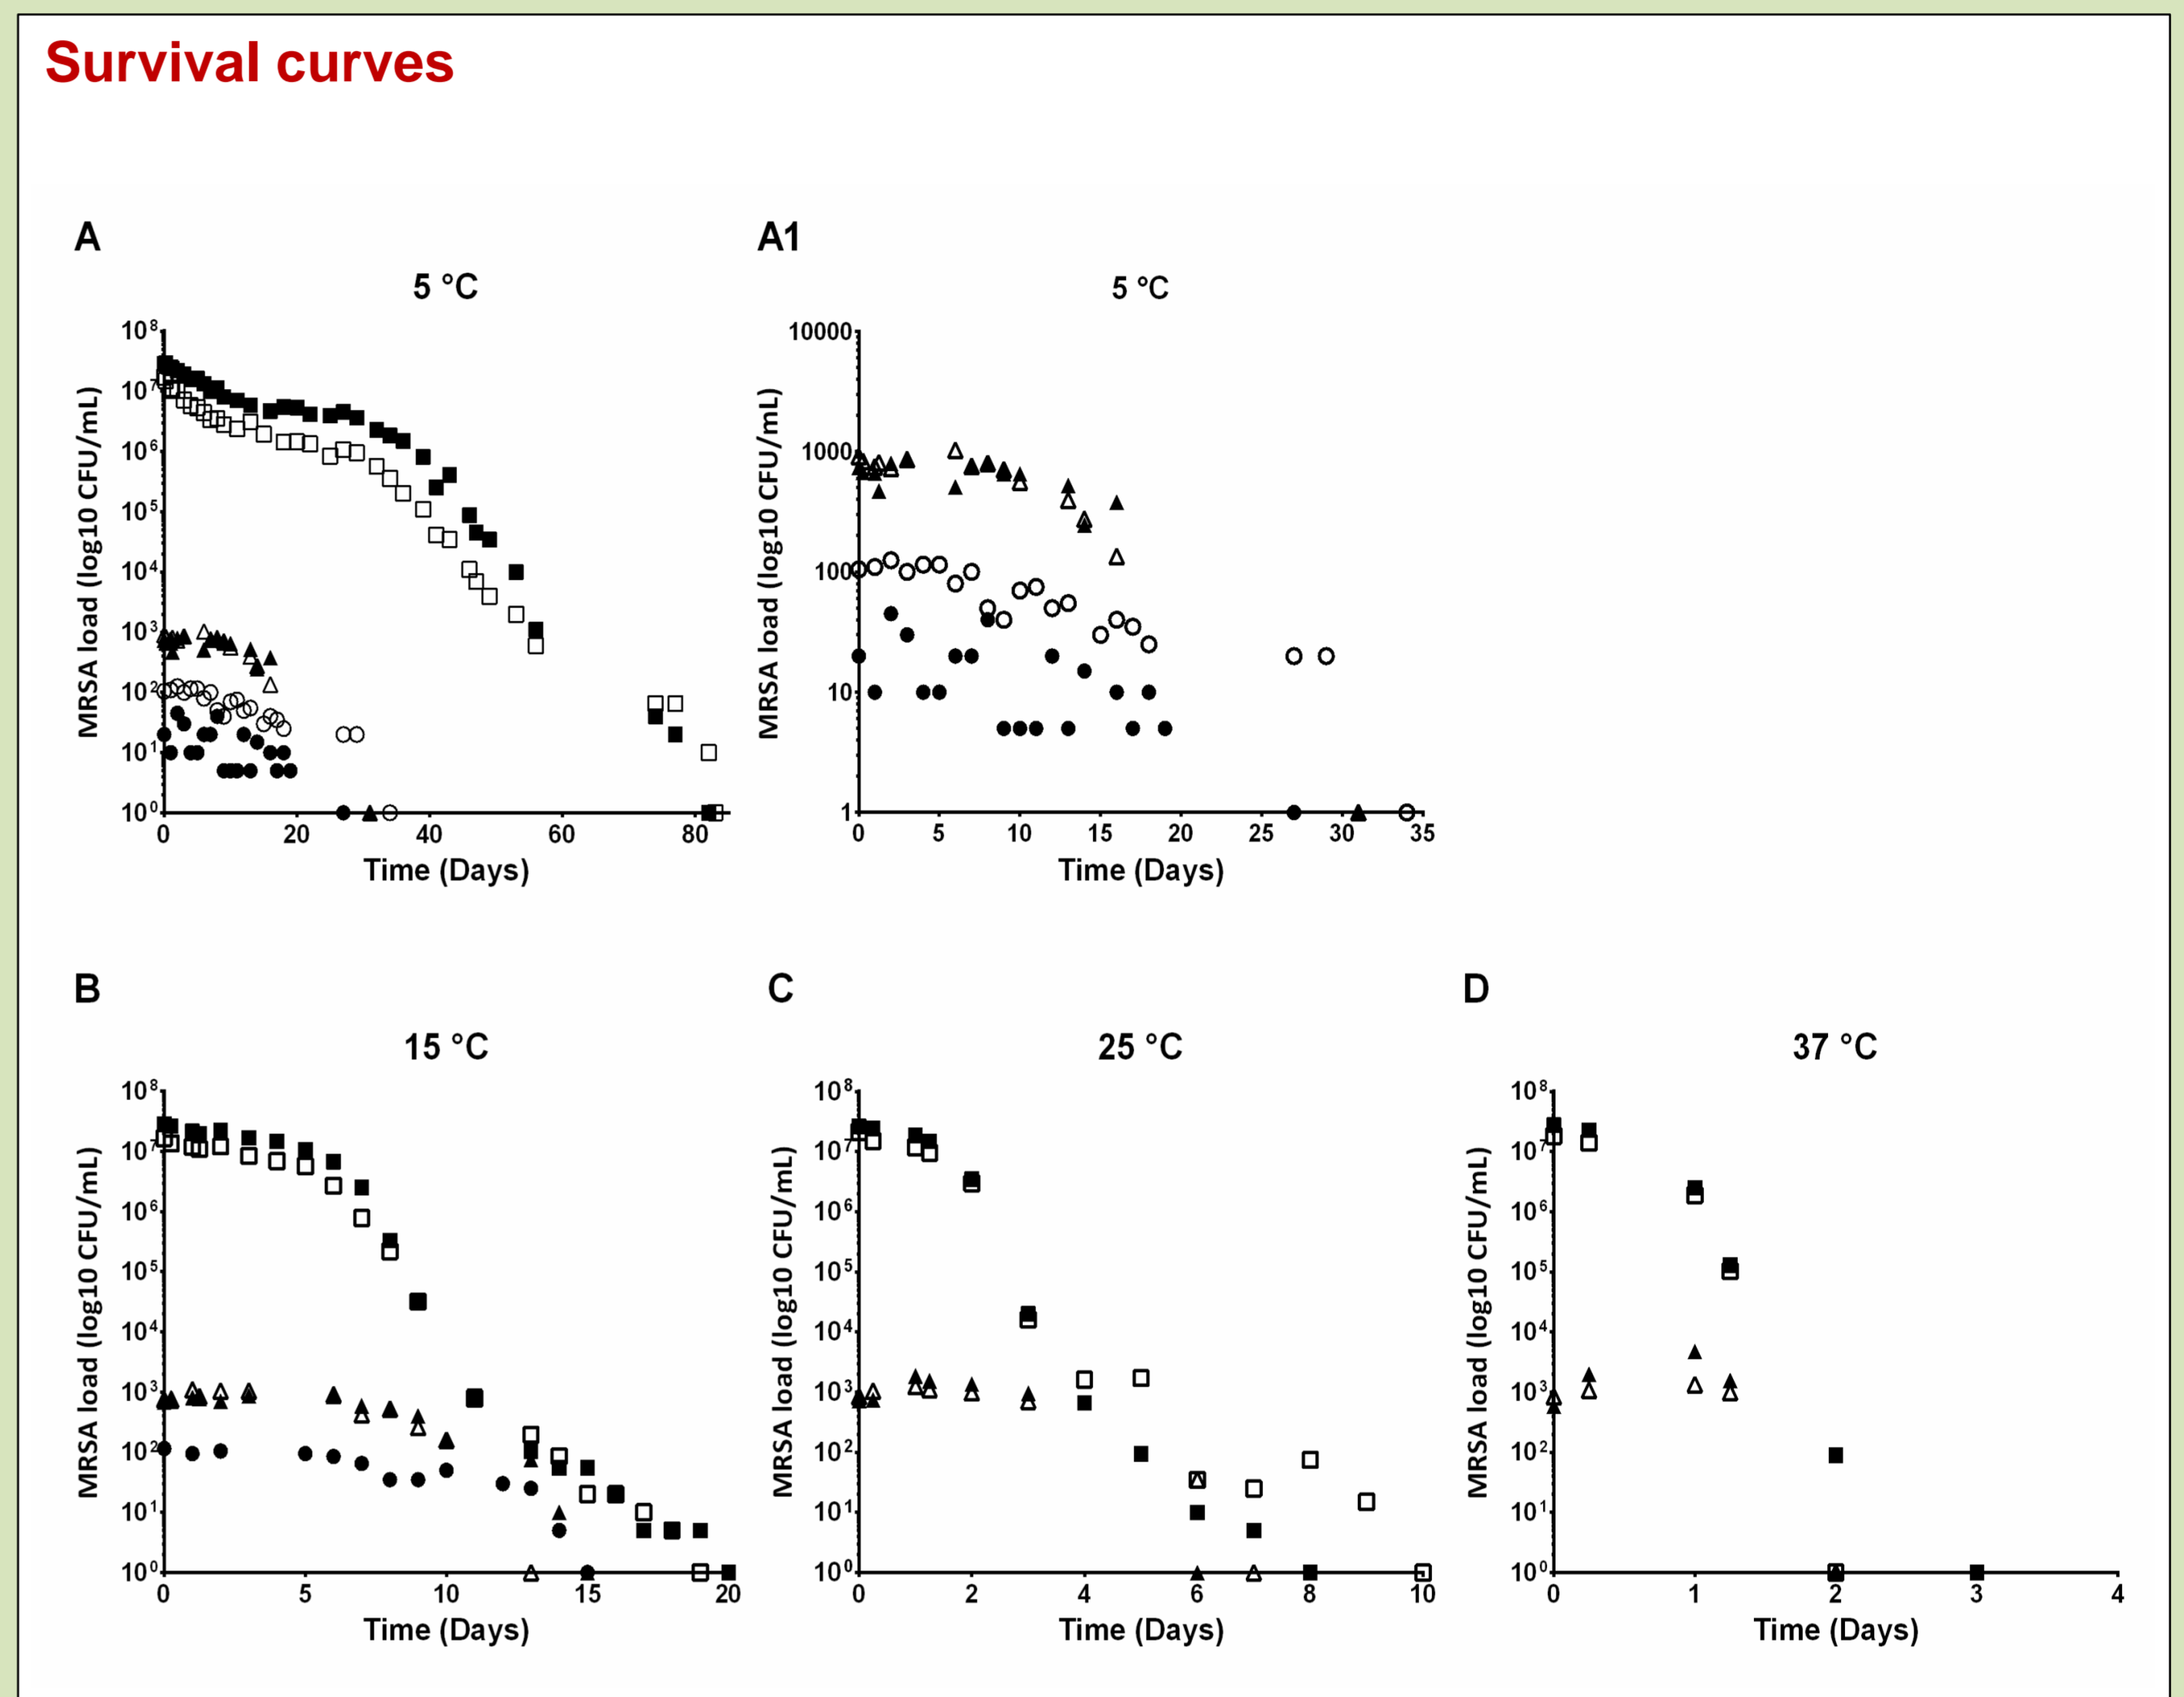 Survival curves
A
5 °C
10⁸
10⁷
10⁶
10⁵
10⁴
10³
10²
10¹
10⁰
MRSA load (log10 CFU/mL)
0 20 40 60 80
Time (Days)
A1
5 °C
10000
1000
100
10
1
MRSA load (log10 CFU/mL)
0 5 10 15 20 25 30 35
Time (Days)
B
15 °C
10⁸
10⁷
10⁶
10⁵
10⁴
10³
10²
10¹
10⁰
MRSA load (log10 CFU/mL)
0 5 10 15 20
Time (Days)
C
25 °C
10⁸
10⁷
10⁶
10⁵
10⁴
10³
10²
10¹
10⁰
MRSA load (log10 CFU/mL)
0 2 4 6 8 10
Time (Days)
D
37 °C
10⁸
10⁷
10⁶
10⁵
10⁴
10³
10²
10¹
10⁰
MRSA load (log10 CFU/mL)
0 1 2 3 4
Time (Days)